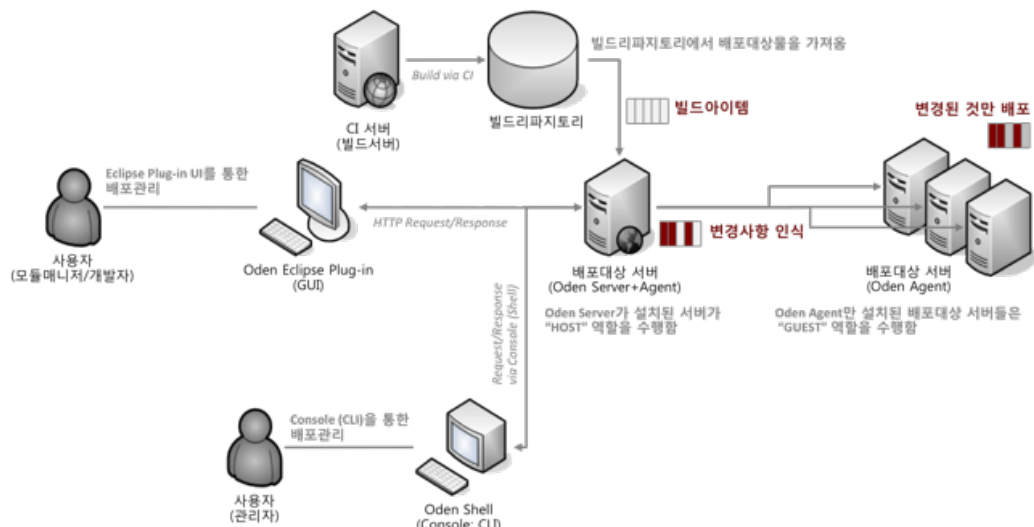 빌드리파지토리에서 배포대상물을 가져옴
Build via CI
빌드아이템
변경된 것만 배포
CI 서버
(빌드서버)
빌드리파지토리
Eclipse Plug-in UI를 통한
배포관리
HTTP Request/Response
변경사항 인식
사용자
(모듈매니저/개발자)
Oden Eclipse Plug-in
(GUI)
배포대상 서버
(Oden Server+Agent)
배포대상 서버
(Oden Agent)
Oden Server가 설치된 서버가
“HOST” 역할을 수행함
Oden Agent만 설치된 배포대상 서버들은
“GUEST” 역할을 수행함
Request/Response
via Console (Shell)
Console (CLI)을 통한
배포관리
사용자
(관리자)
Oden Shell
(Console: CLI)